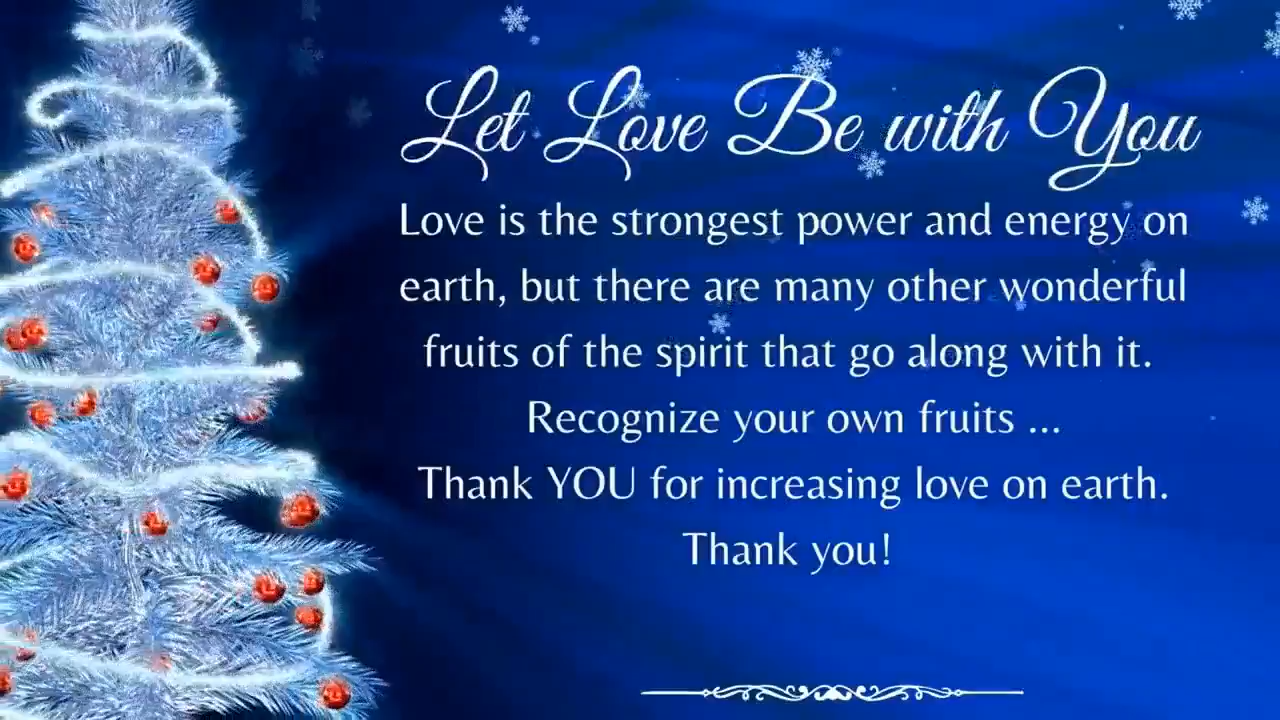 Let Love Be with You
Love is the strongest power and energy on
earth, but there are many other wonderful
fruits of the spirit that go along with it.
Recognize your own fruits ...
Thank YOU for increasing love on earth.
Thank you!